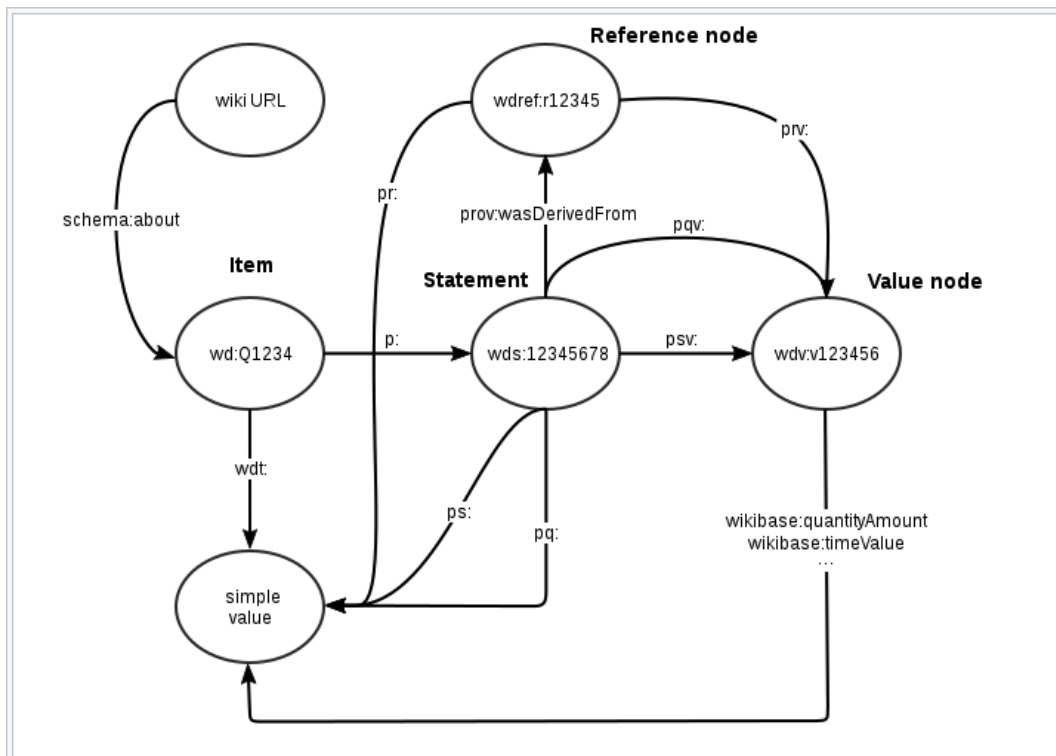 Reference node
wiki URL
wdref:r12345
prv:
pr:
schema:about
prov:wasDerivedFrom
pqv:
Item
Statement
Value node
wd:Q1234
p:
wds:12345678
psv:
wdv:v123456
wdt:
ps:
pq:
wikibase:quantityAmount
wikibase:timeValue
...
simple
value